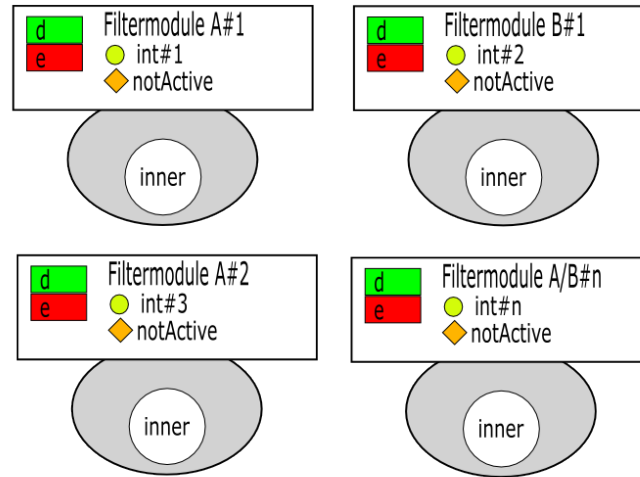 d
Filtermodule A#1
e
int#1
notActive
inner
d
Filtermodule B#1
e
int#2
notActive
inner
d
Filtermodule A#2
e
int#3
notActive
inner
d
Filtermodule A/B#n
e
int#n
notActive
inner